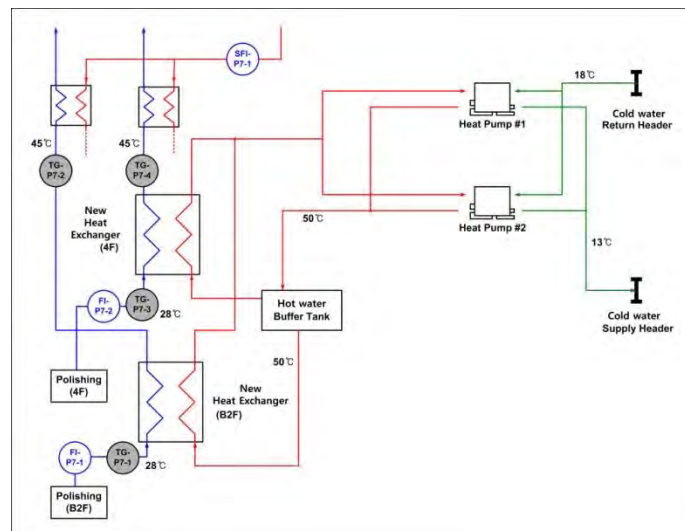 SFI-
P7-1
18℃
Cold water
Return Header
Heat Pump #1
45℃
45℃
TG-
P7-2
TG-
P7-4
New
Heat
Exchanger
(4F)
50℃
Heat Pump #2
13℃
FI-
P7-2
TG-
P7-3
28℃
Hot water
Buffer Tank
Cold water
Supply Header
Polishing
(4F)
50℃
New
Heat Exchanger
(B2F)
FI-
P7-1
TG-
P7-1
28℃
Polishing
(B2F)